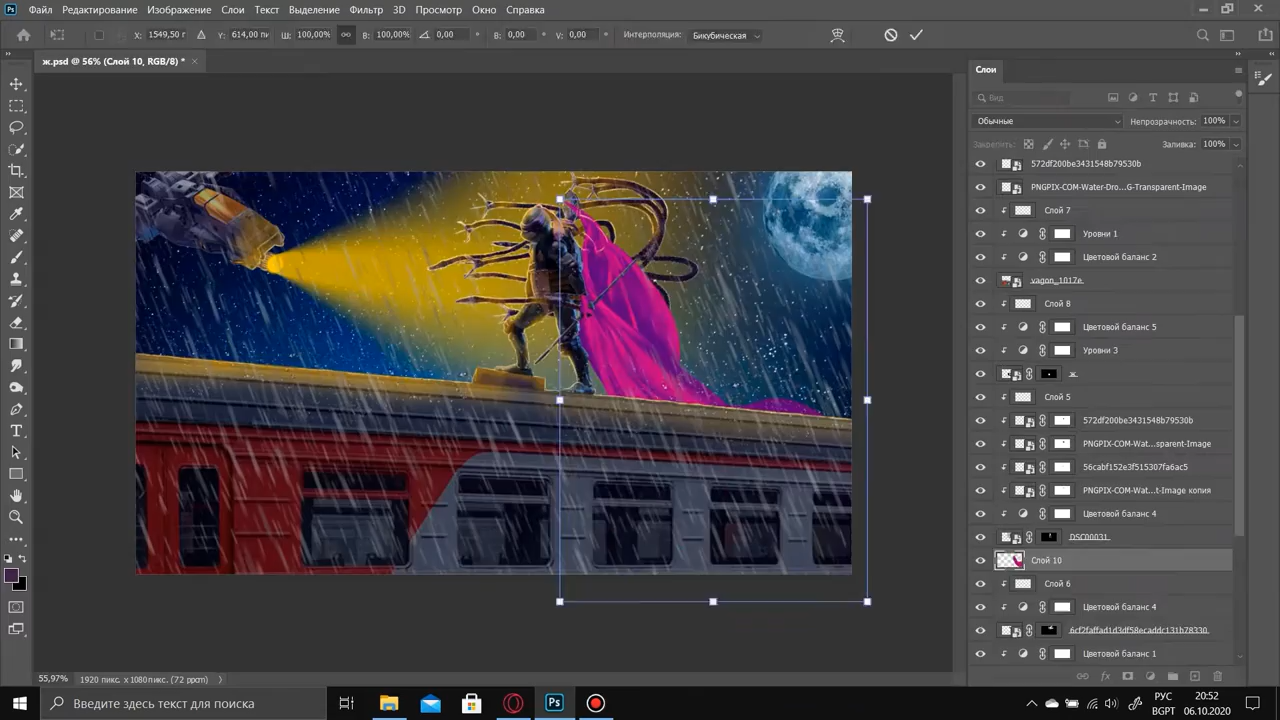 Файл Редактирование Изображение Слои Текст Выделение Фильтр 3D Просмотр Окно Справка
X: 1549,50 п Y: 614,00 пи Ш: 100,00% В: 100,00% 0,00 ° В: 0,00 ° V: 0,00 ° Интерполяция: Бикубическая
ж.psd @ 56% (Слой 10, RGB/8) * ×
Слои
Вид
Обычные Непрозрачность: 100%
Закрепить: Заливка: 100%
572df200be3431548b79530b
PNGPIX-COM-Water-Dro...G-Transparent-Image
Слой 7
Уровни 1
Цветовой баланс 2
vagon_1017e
Слой 8
Цветовой баланс 5
Уровни 3
ж
Слой 5
572df200be3431548b79530b
PNGPIX-COM-Wat...sparent-Image
56cabf152e3f515307fa6ac5
PNGPIX-COM-Wat...t-Image копия
Цветовой баланс 4
DSC00031
Слой 10
Слой 6
Цветовой баланс 4
6cf2faffad1d3df58ecaddc131b78330
Цветовой баланс 1
55,97% 1920 пикс. x 1080 пикс. (72 ppcm)
Введите здесь текст для поиска
РУС 20:52
BGPT 06.10.2020